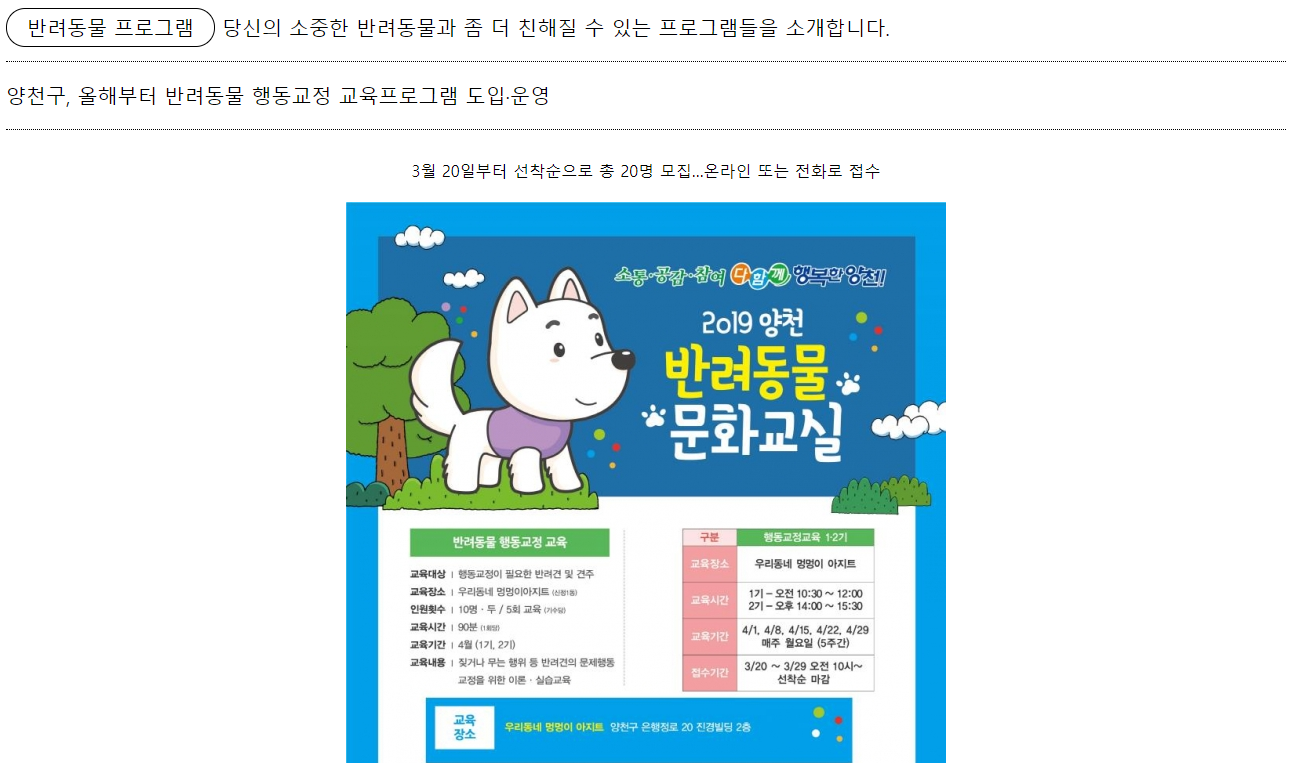 반려동물 프로그램 당신의 소중한 반려동물과 좀 더 친해질 수 있는 프로그램들을 소개합니다.
양천구, 올해부터 반려동물 행동교정 교육프로그램 도입·운영
3월 20일부터 선착순으로 총 20명 모집...온라인 또는 전화로 접수
소통·공감·참여 다함께 행복한 양천!
2019 양천
반려동물
문화교실
반려동물 행동교정 교육
교육대상 | 행동교정이 필요한 반려견 및 견주
교육장소 | 우리동네 멍멍이아지트 (신정1동)
인원횟수 | 10명·두 / 5회 교육 (기수당)
교육시간 | 90분 (1회당)
교육기간 | 4월 (1기, 2기)
교육내용 | 짖거나 무는 행위 등 반려견의 문제행동
교정을 위한 이론·실습교육
구분 행동교정교육 1·2기
교육장소 우리동네 멍멍이 아지트
교육시간 1기 – 오전 10:30 ~ 12:00
2기 – 오후 14:00 ~ 15:30
교육기간 4/1, 4/8, 4/15, 4/22, 4/29
매주 월요일 (5주간)
접수기간 3/20 ~ 3/29 오전 10시~
선착순 마감
교육
장소
우리동네 멍멍이 아지트 양천구 은행정로 20 진경빌딩 2층